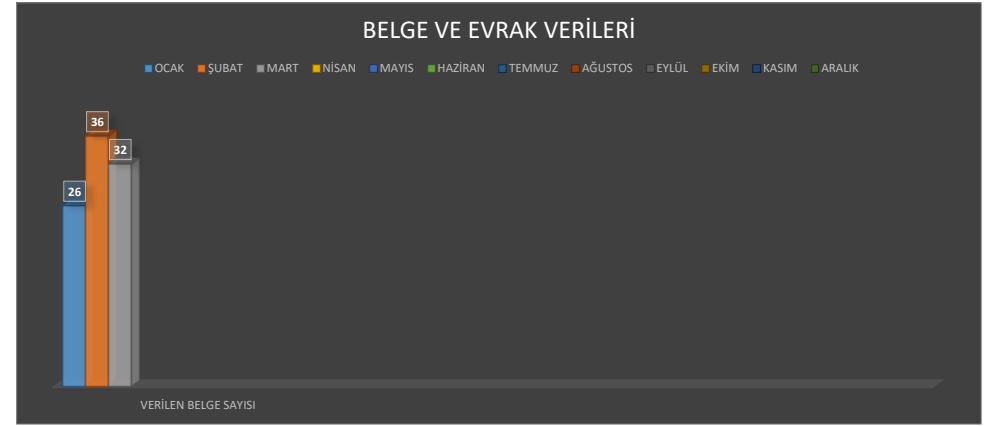 BELGE VE EVRAK VERİLERİ
OCAK ŞUBAT MART NİSAN MAYIS HAZİRAN TEMMUZ AĞUSTOS EYLÜL EKİM KASIM ARALIK
36
32
26
VERİLEN BELGE SAYISI